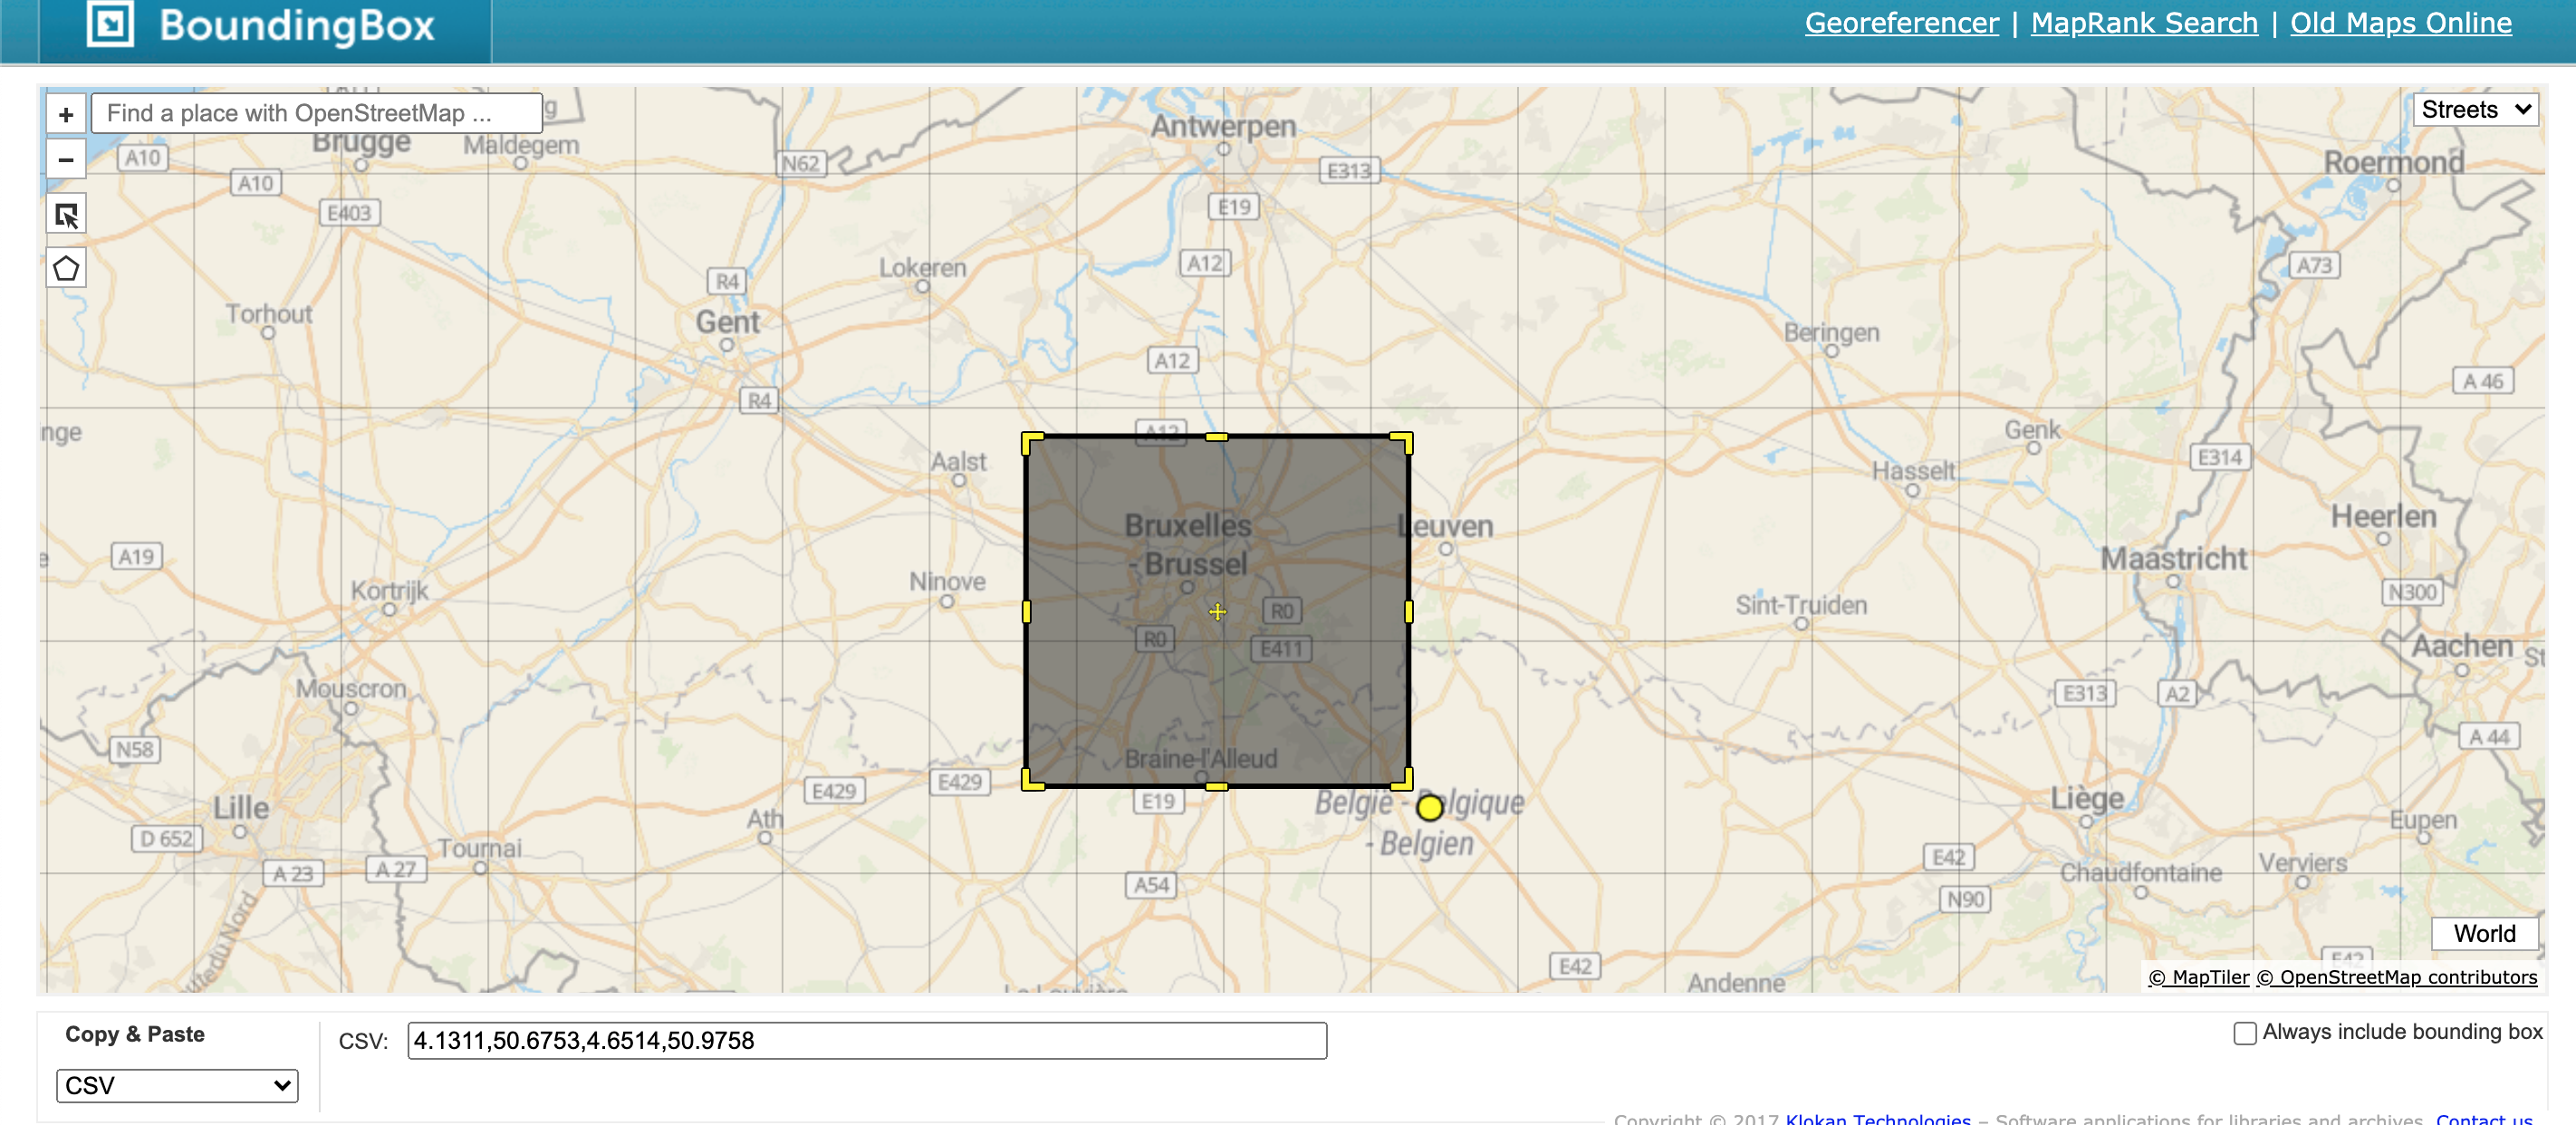 BoundingBox
Georeferencer | MapRank Search | Old Maps Online
+
Find a place with OpenStreetMap ...
Streets
−
Brugge
Maldegem
Antwerpen
Roermond
A10
A10
N62
E313
E403
E19
A12
A73
Lokeren
R4
Torhout
Gent
Beringen
A12
R4
A 46
nge
A12
Genk
Aalst
E314
Hasselt
Bruxelles
- Brussel
Leuven
Heerlen
A19
Maastricht
Kortrijk
Ninove
N300
Sint-Truiden
R0
R0
E411
Aachen
St
Mouscron
E313
A2
N58
A 44
Braine-l'Alleud
E429
E429
E19
België - Belgique
- Belgien
Liège
Lille
Ath
Eupen
D 652
Tournai
E42
Verviers
A 23
A 27
A54
Chaudfontaine
N90
World
E42
E42
Andenne
© MapTiler © OpenStreetMap contributors
Copy & Paste
CSV:
4.1311,50.6753,4.6514,50.9758
Always include bounding box
CSV
Copyright © 2017 Klokan Technologies – Software applications for libraries and archives. Contact us